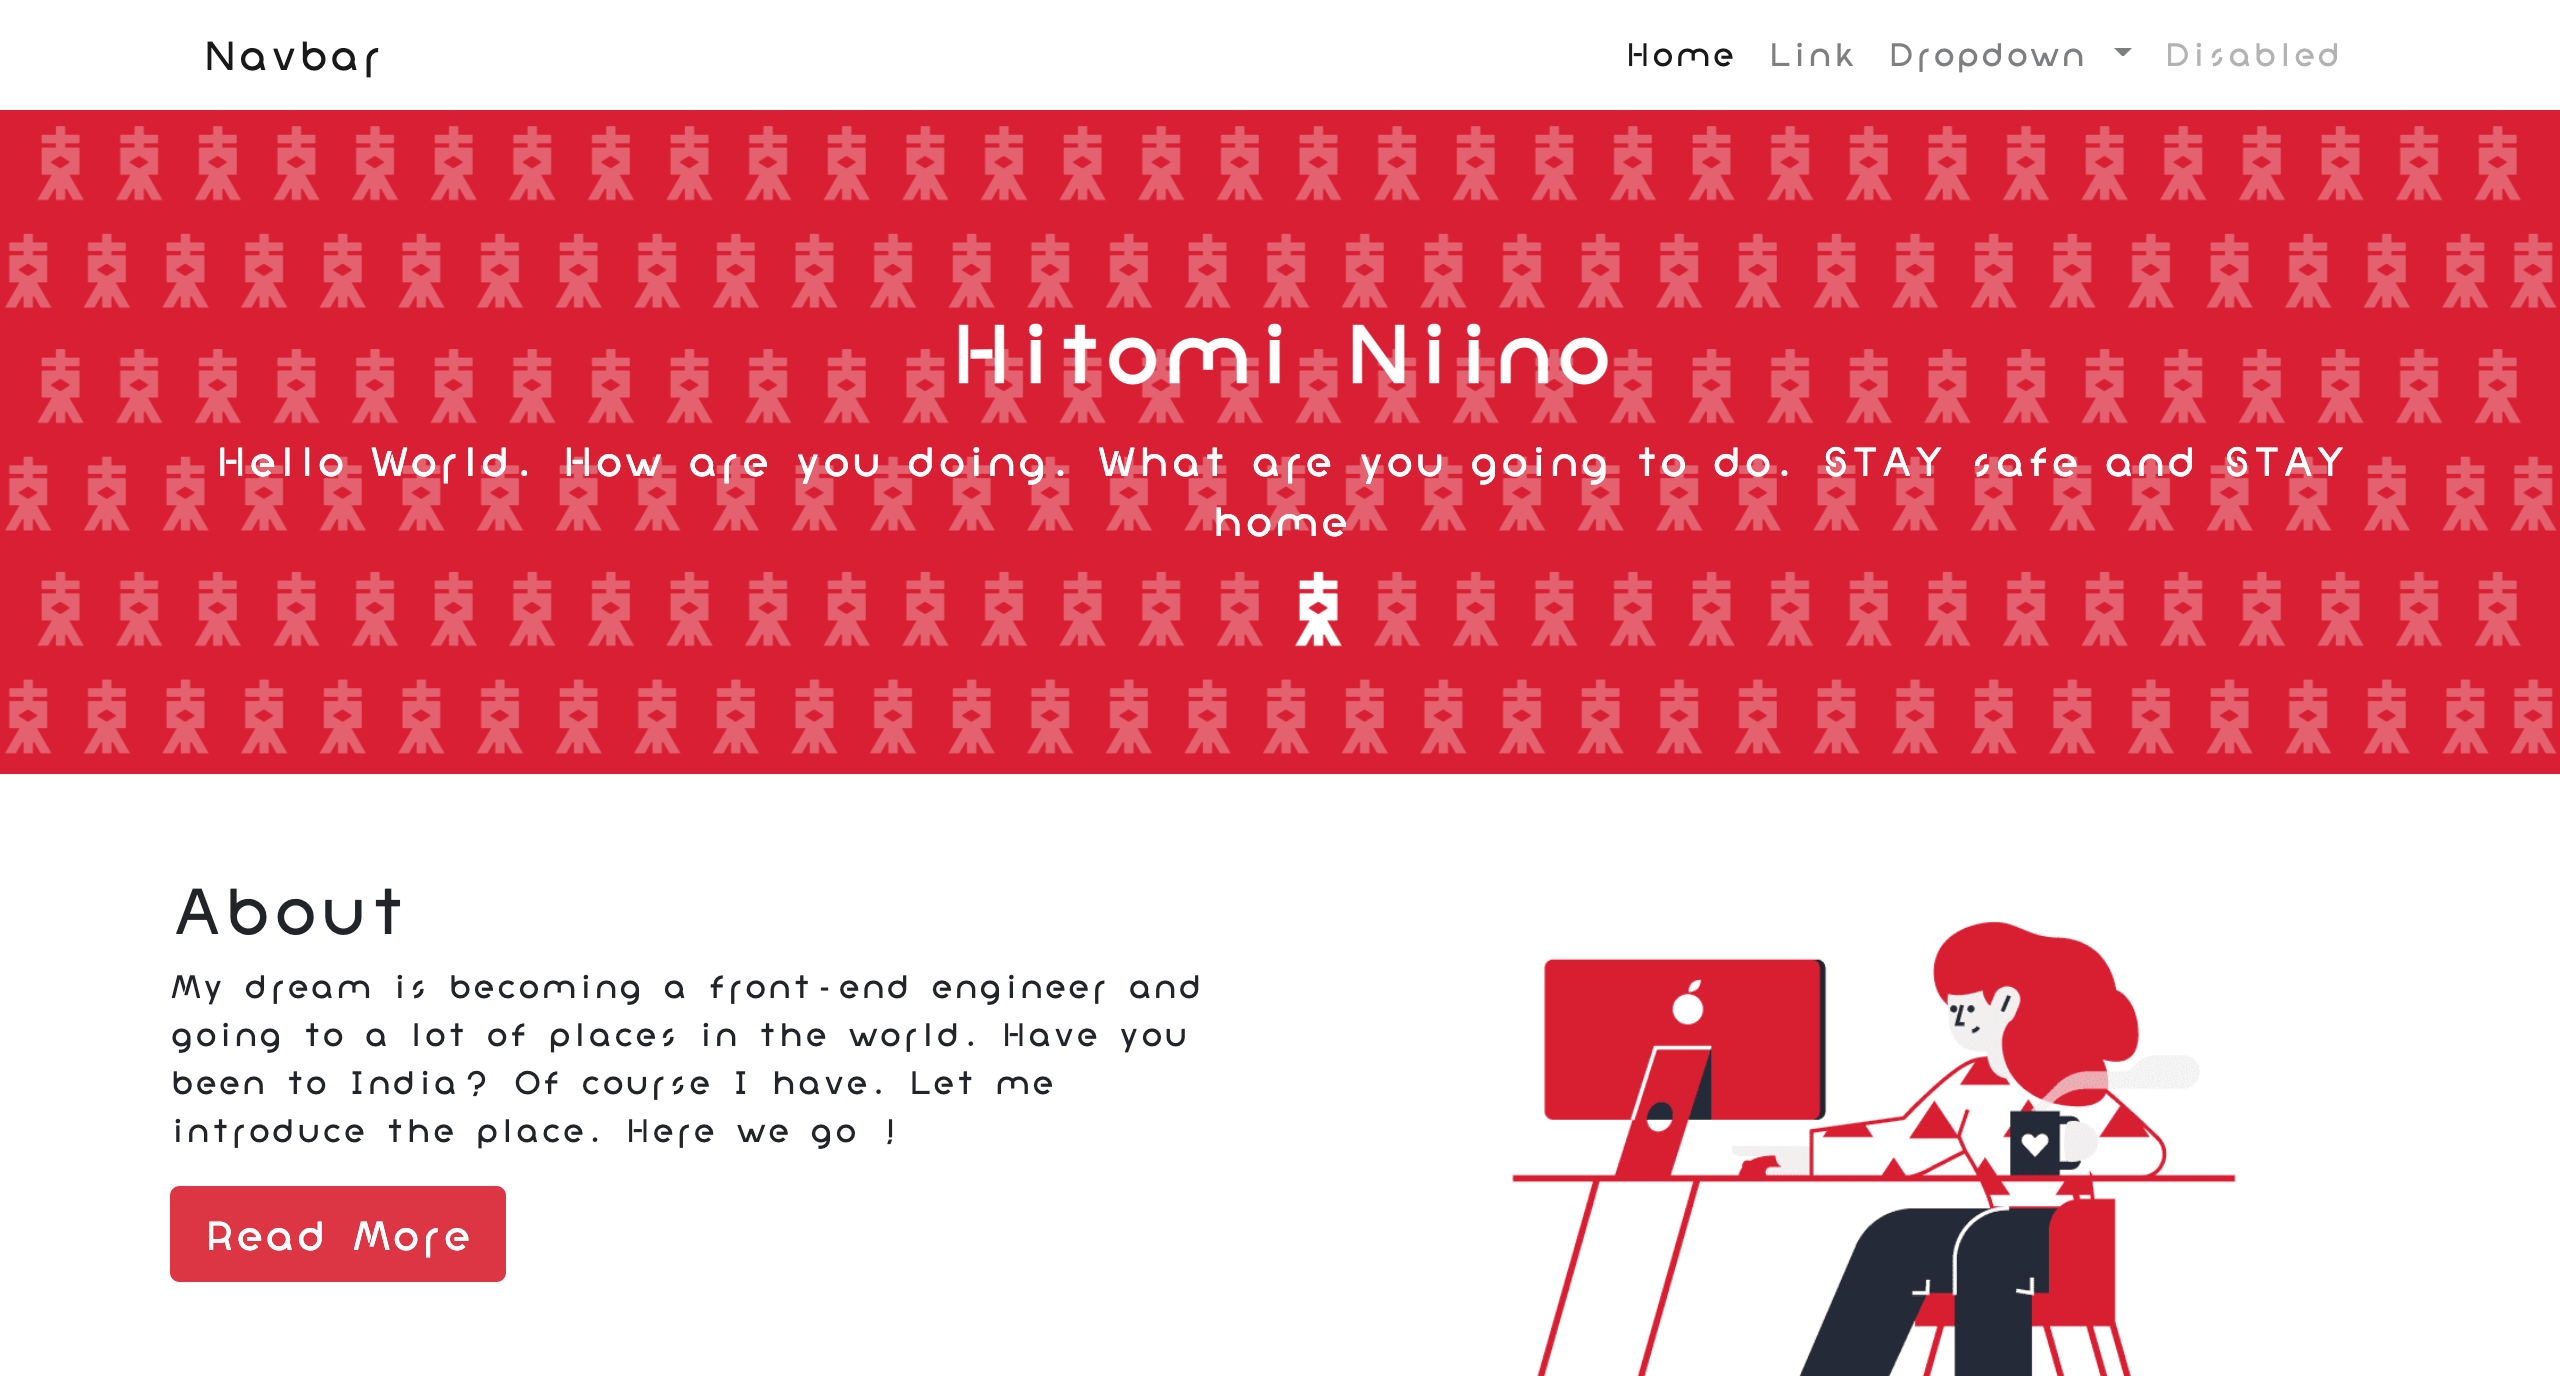 Navbar
Home Link Dropdown Disabled
Hitomi Niino
Hello World. How are you doing. What are you going to do. STAY safe and STAY
home
About
My dream is becoming a front-end engineer and
going to a lot of places in the world. Have you
been to India? Of course I have. Let me
introduce the place. Here we go !
Read More